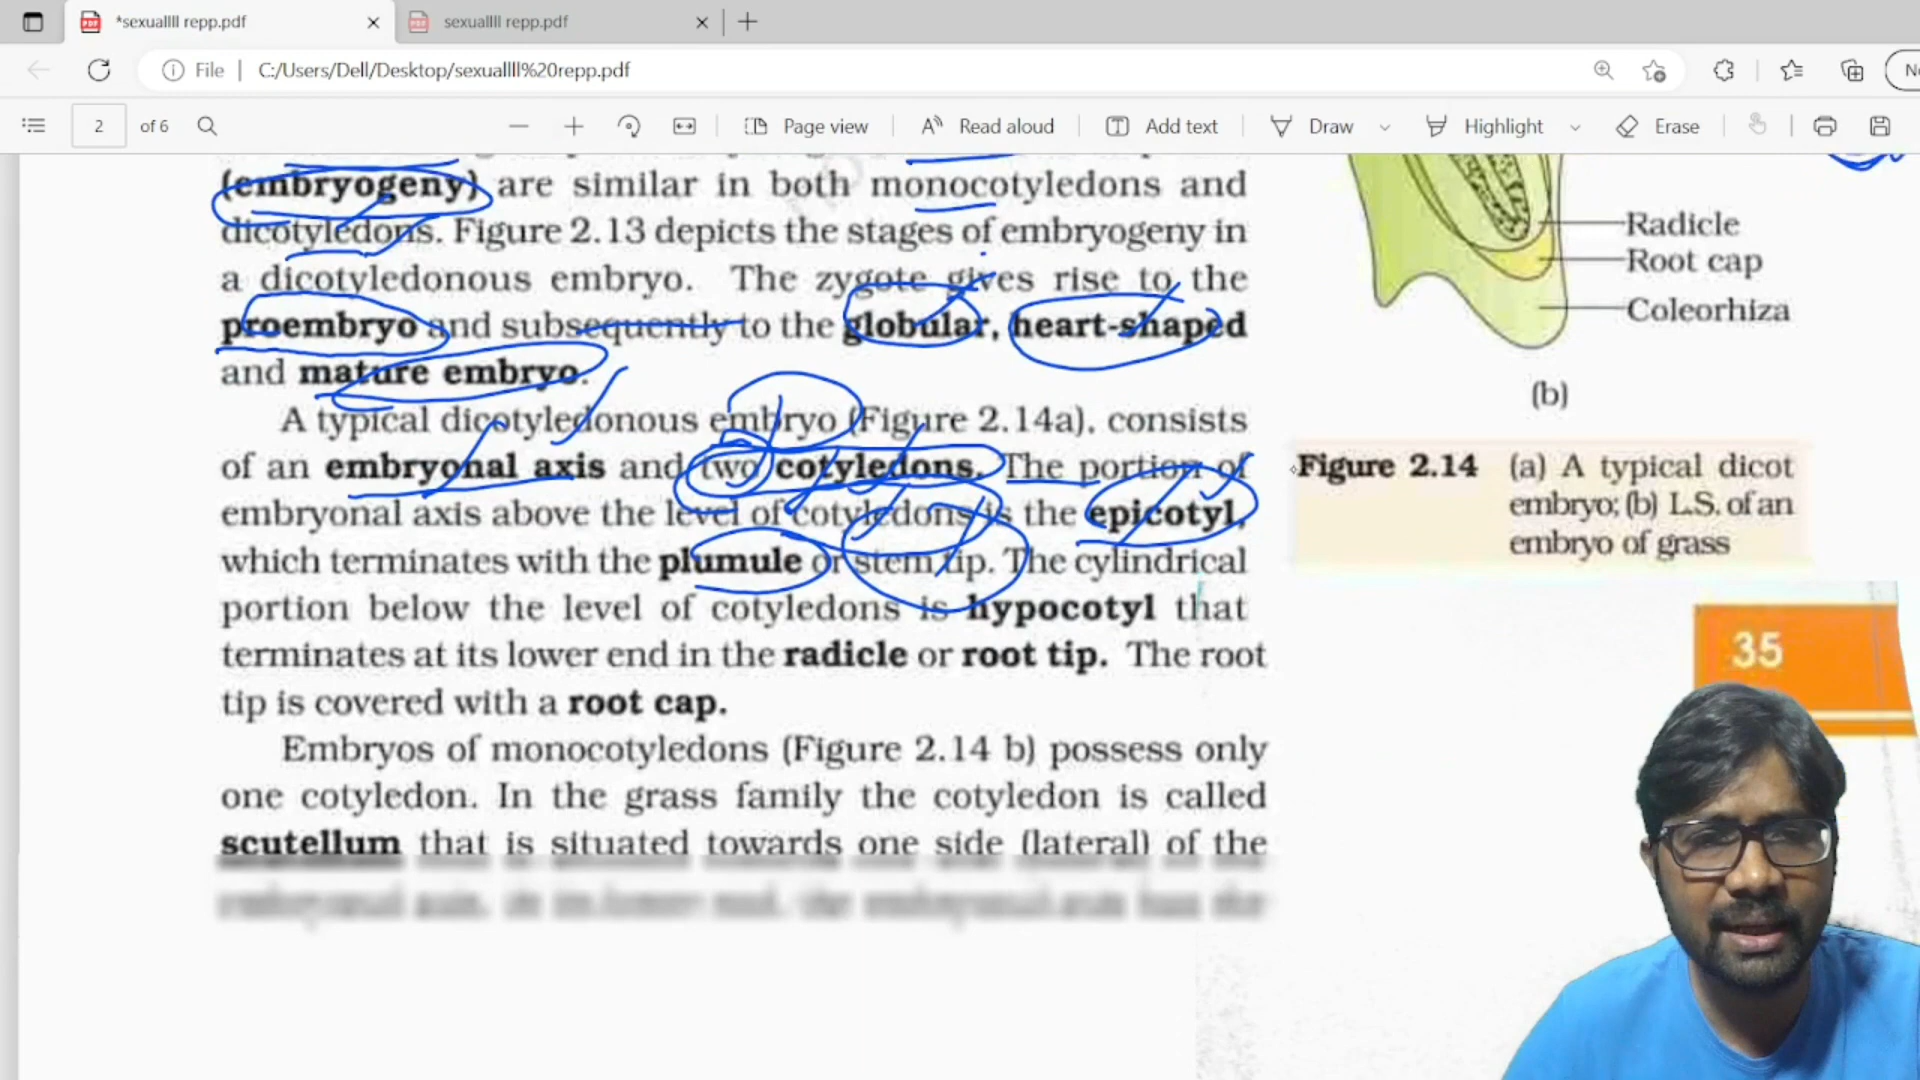 *sexuallll repp.pdf
sexuallll repp.pdf
File
C:/Users/Dell/Desktop/sexuallll%20repp.pdf
2 of 6
Page view
Read aloud
Add text
Draw
Highlight
Erase
(embryogeny) are similar in both monocotyledons and
dicotyledons. Figure 2.13 depicts the stages of embryogeny in
a dicotyledonous embryo. The zygote gives rise to the
proembryo and subsequently to the globular, heart-shaped
and mature embryo.
A typical dicotyledonous embryo (Figure 2.14a), consists
of an embryonal axis and two cotyledons. The portion of
embryonal axis above the level of cotyledons is the epicotyl,
which terminates with the plumule or stem tip. The cylindrical
portion below the level of cotyledons is hypocotyl that
terminates at its lower end in the radicle or root tip. The root
tip is covered with a root cap.
Embryos of monocotyledons (Figure 2.14 b) possess only
one cotyledon. In the grass family the cotyledon is called
scutellum that is situated towards one side (lateral) of the
Radicle
Root cap
Coleorhiza
(b)
Figure 2.14 (a) A typical dicot
embryo; (b) L.S. of an
embryo of grass
35